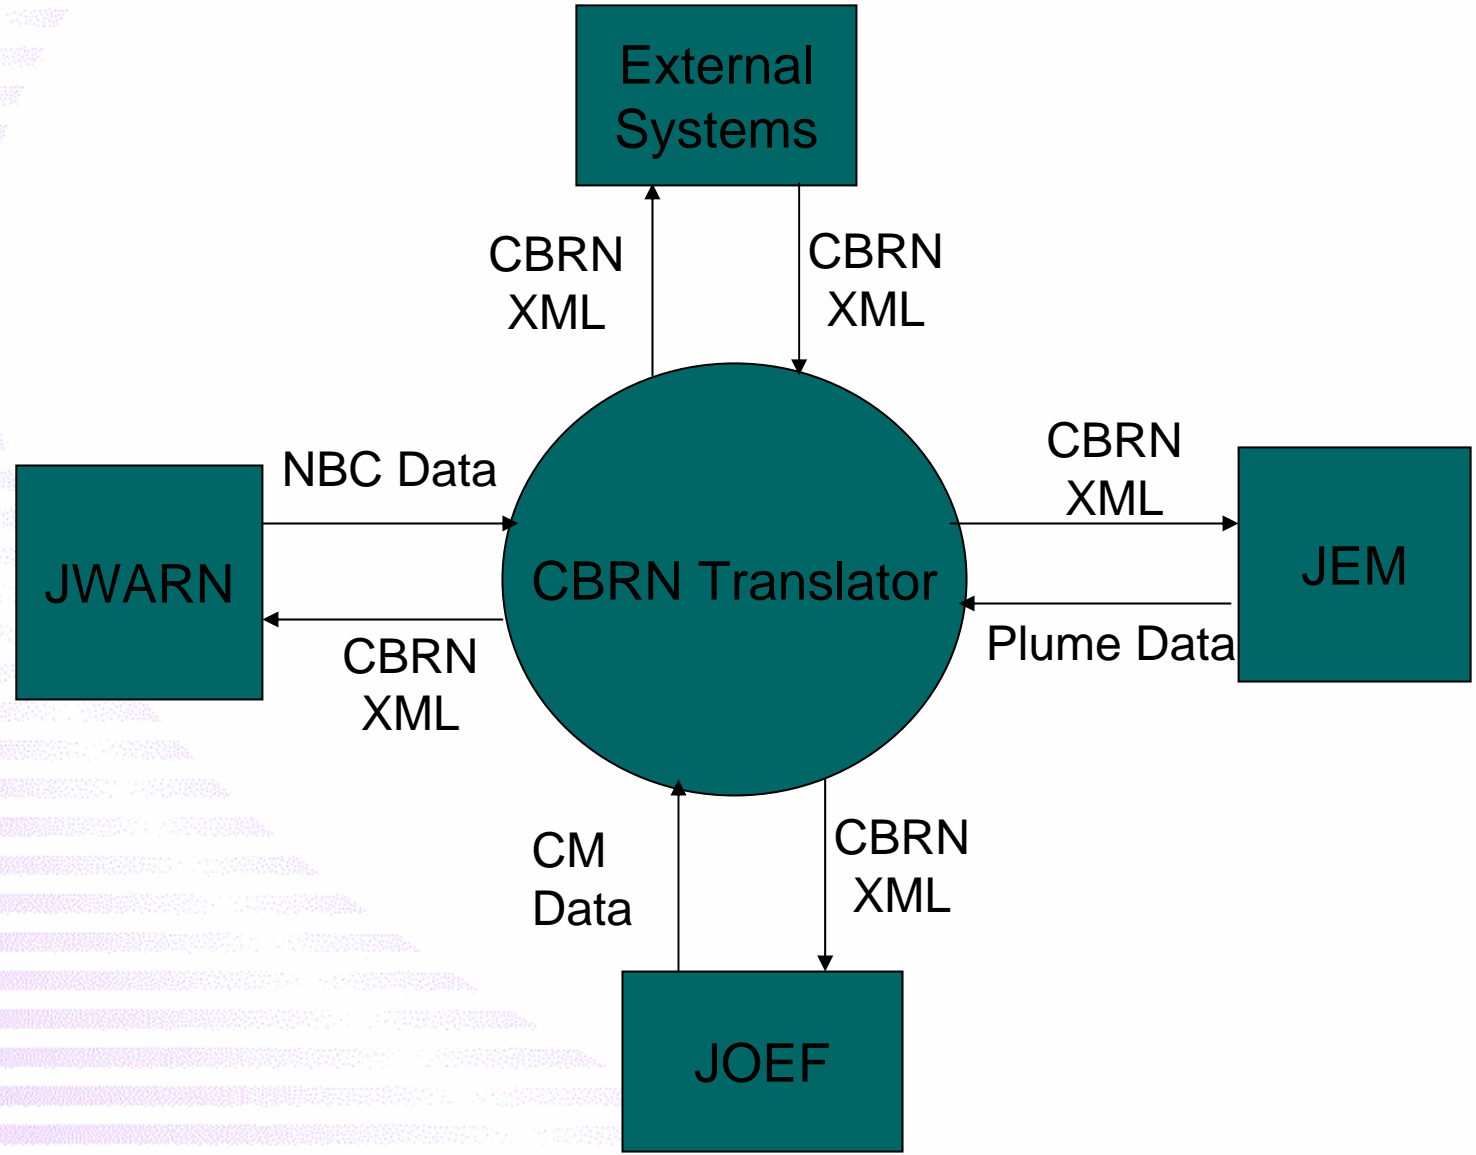 External
Systems
CBRN
XML
CBRN
XML
NBC Data
CBRN
XML
JWARN
CBRN Translator
JEM
CBRN
XML
Plume Data
CM
Data
CBRN
XML
JOEF